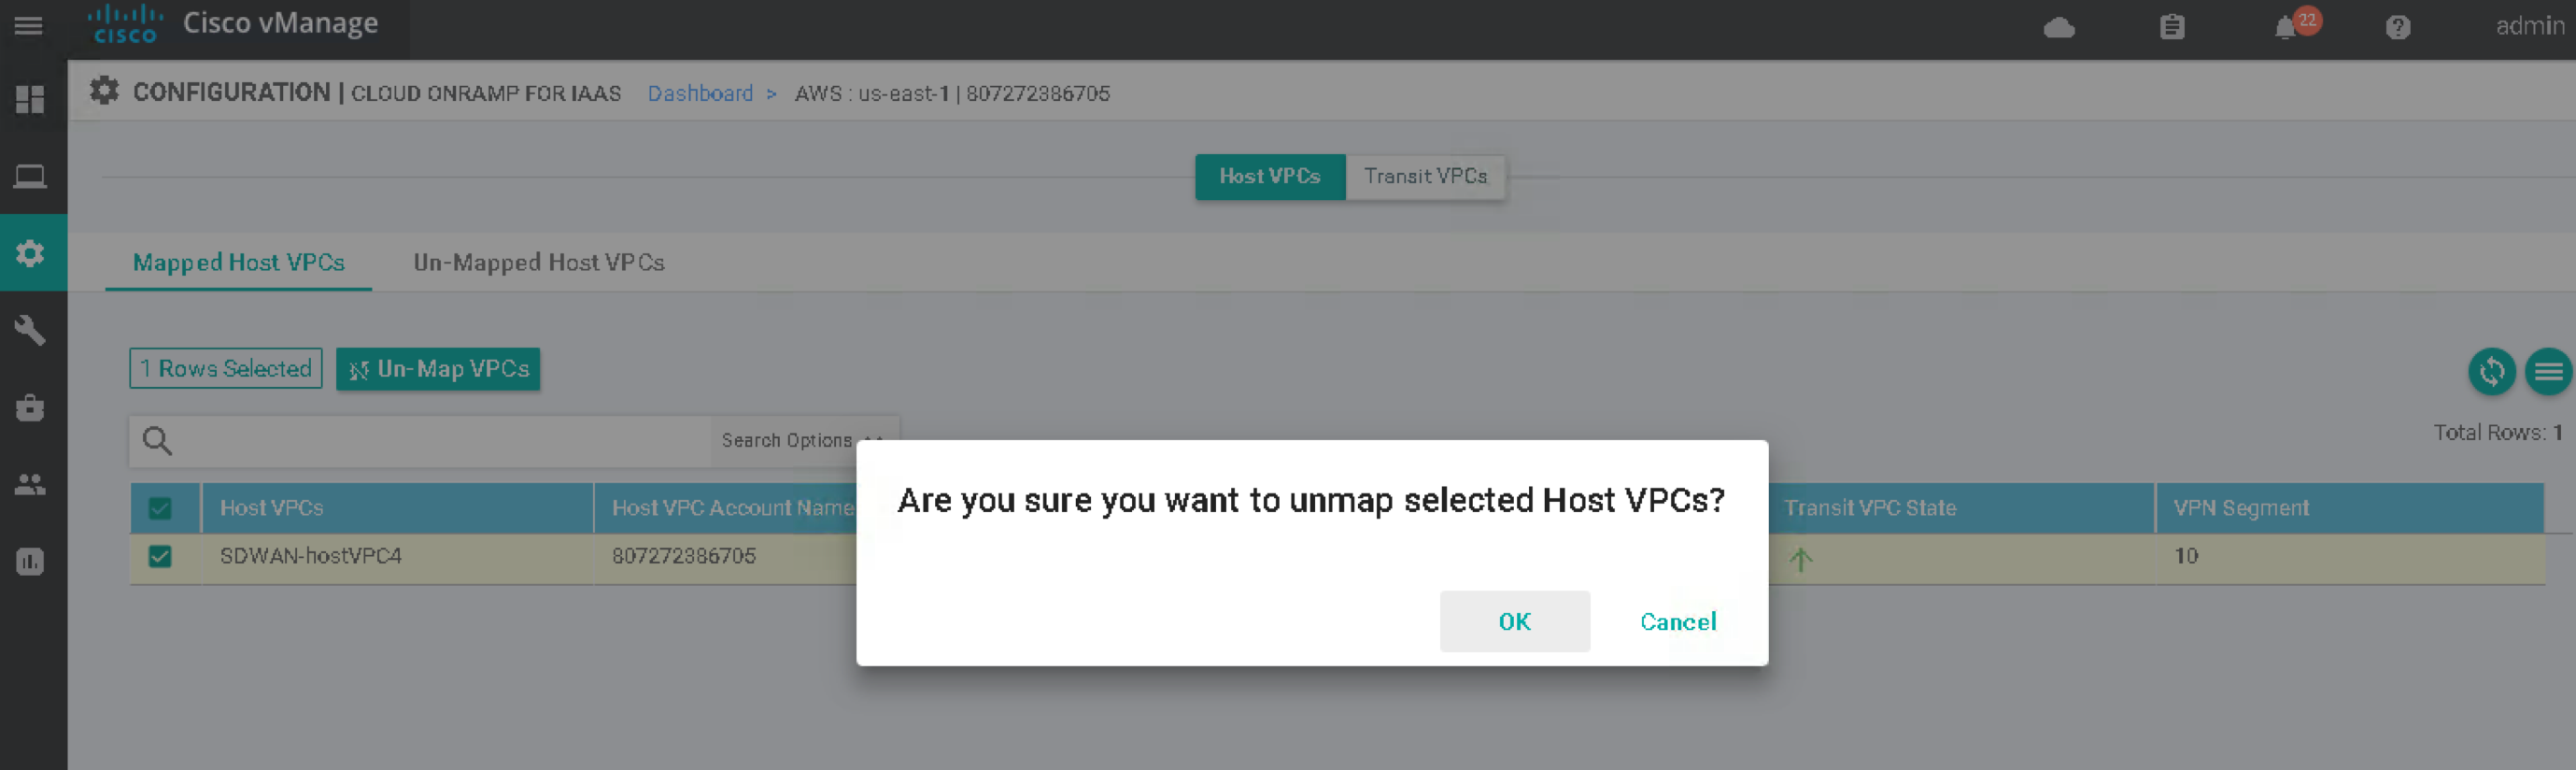 CISCO Cisco vManage
22
admin
CONFIGURATION | CLOUD ONRAMP FOR IAAS Dashboard > AWS : us-east-1 | 807272386705
Host VPCs Transit VPCs
Mapped Host VPCs Un-Mapped Host VPCs
1 Rows Selected Un-Map VPCs
Search Options
Total Rows: 1
Host VPCs Host VPC Account Name Transit VPC State VPN Segment
SDWAN-hostVPC4 807272386705 10
Are you sure you want to unmap selected Host VPCs?
OK Cancel